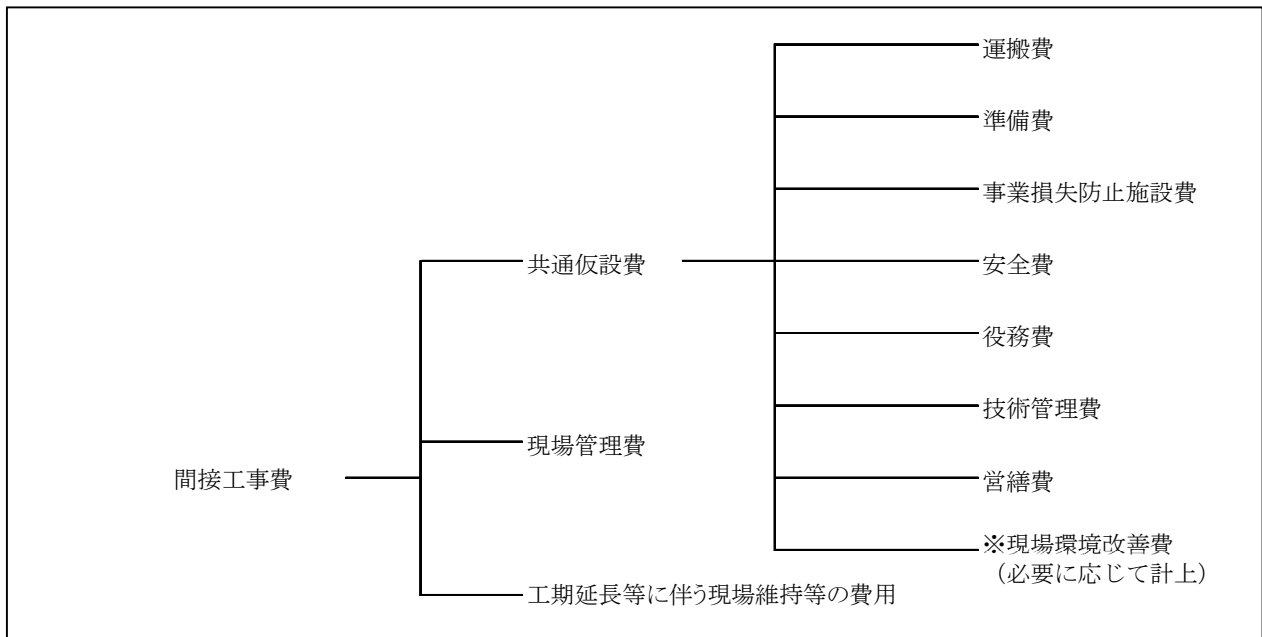 運搬費
準備費
事業損失防止施設費
共通仮設費
安全費
役務費
技術管理費
現場管理費
間接工事費
営繕費
※現場環境改善費
（必要に応じて計上）
工期延長等に伴う現場維持等の費用